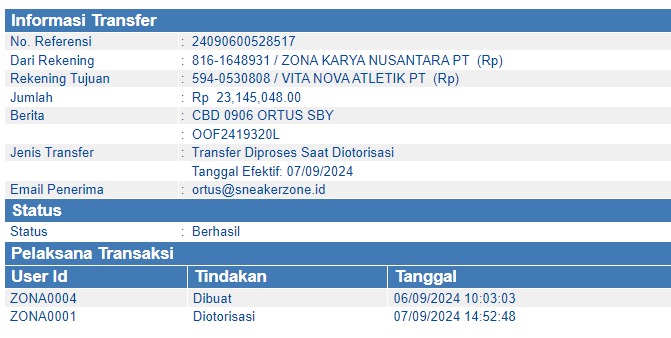 Informasi Transfer
No. Referensi : 24090600528517
Dari Rekening : 816-1648931 / ZONA KARYA NUSANTARA PT (Rp)
Rekening Tujuan : 594-0530808 / VITA NOVA ATLETIK PT (Rp)
Jumlah : Rp 23,145,048.00
Berita : CBD 0906 ORTUS SBY
: OOF2419320L
Jenis Transfer : Transfer Diproses Saat Diotorisasi
Tanggal Efektif: 07/09/2024
Email Penerima : ortus@sneakerzone.id
Status
Status : Berhasil
Pelaksana Transaksi
User Id Tindakan Tanggal
ZONA0004 Dibuat 06/09/2024 10:03:03
ZONA0001 Diotorisasi 07/09/2024 14:52:48